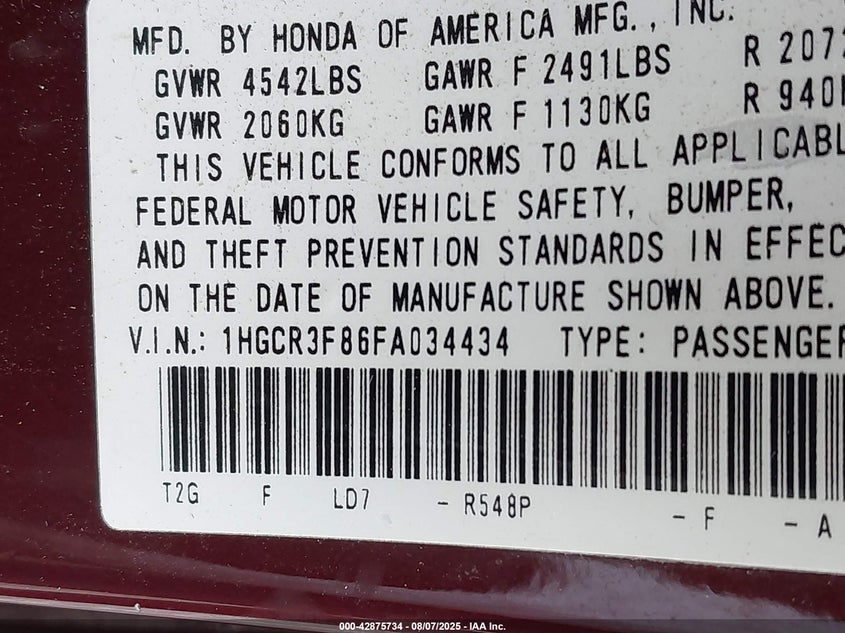 MFD. BY HONDA OF AMERICA MFG., INC.
GVWR 4542LBS GAWR F 2491LBS R 207
GVWR 2060KG GAWR F 1130KG R 940
THIS VEHICLE CONFORMS TO ALL APPLICABL
FEDERAL MOTOR VEHICLE SAFETY, BUMPER,
AND THEFT PREVENTION STANDARDS IN EFFEC
ON THE DATE OF MANUFACTURE SHOWN ABOVE.
V.I.N.: 1HGCR3F86FA034434 TYPE: PASSENGER
T2G F LD7 - R548P - F - A
000-42875734 - 08/07/2025 - IAA Inc.